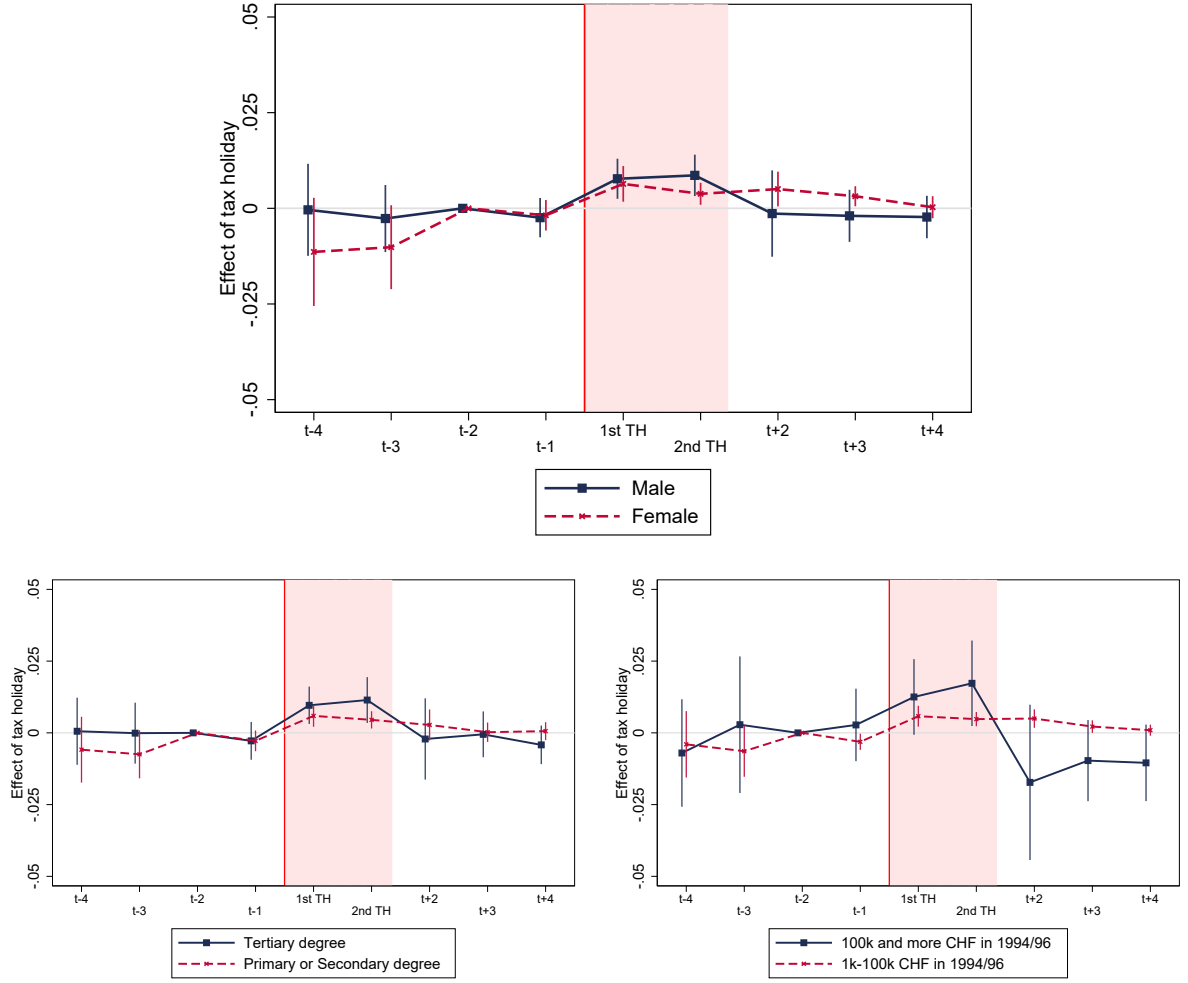 Effect of tax holiday
.05
.025
0
-.025
-.05
t-4
t-3
t-2
t-1
1st TH
2nd TH
t+2
t+3
t+4
Male
Female
Effect of tax holiday
.05
.025
0
-.025
-.05
t-4
t-3
t-2
t-1
1st TH
2nd TH
t+2
t+3
t+4
Tertiary degree
Primary or Secondary degree
Effect of tax holiday
.05
.025
0
-.025
-.05
t-4
t-3
t-2
t-1
1st TH
2nd TH
t+2
t+3
t+4
100k and more CHF in 1994/96
1k-100k CHF in 1994/96